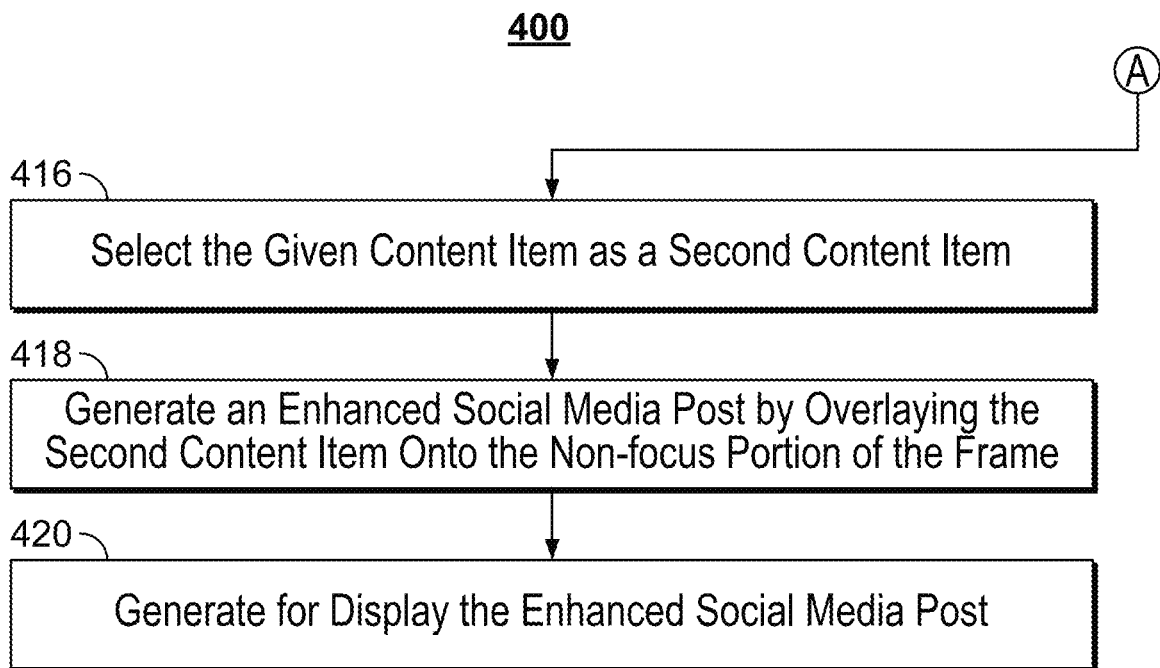 400
A
416
Select the Given Content Item as a Second Content Item
418
Generate an Enhanced Social Media Post by Overlaying the
Second Content Item Onto the Non-focus Portion of the Frame
420
Generate for Display the Enhanced Social Media Post